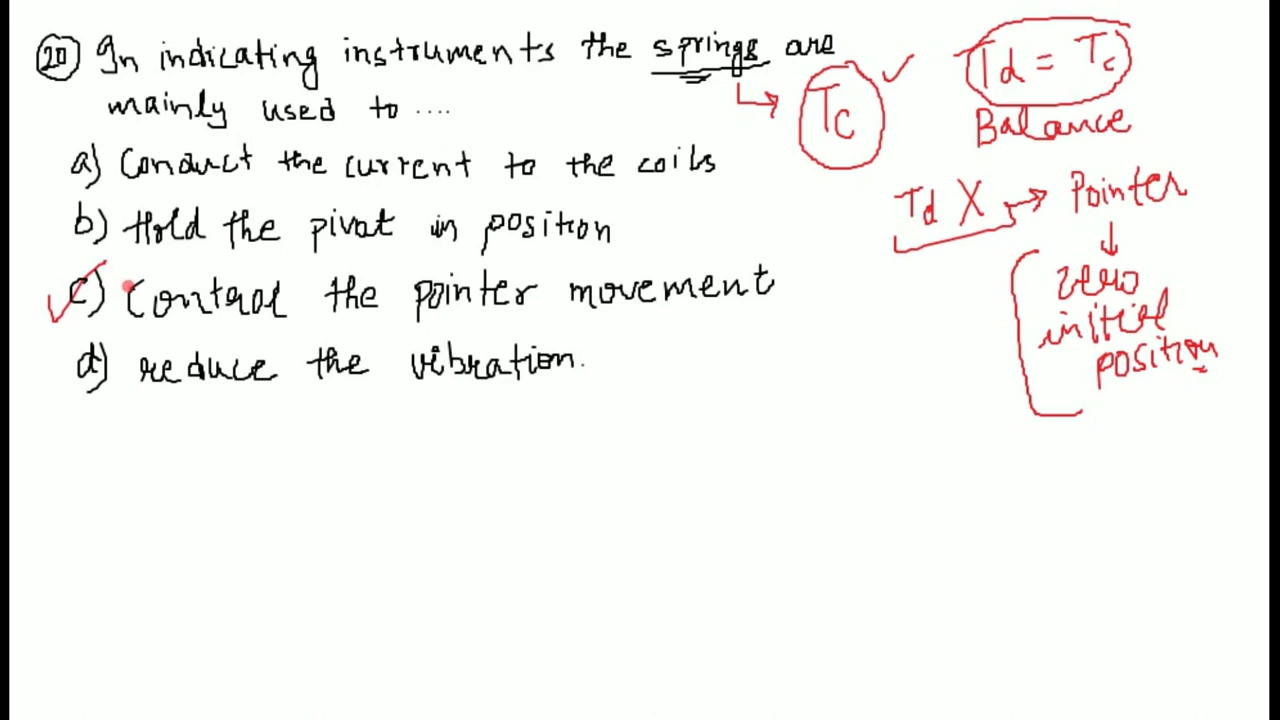 20 In indicating instruments the springs are
mainly used to ....
a) Conduct the current to the coils
b) Hold the pivot in position
c) Control the pointer movement
d) reduce the vibration.
Tc ✓
Td = Tc
Balance
Td X → Pointer
↓
zero
initial
position